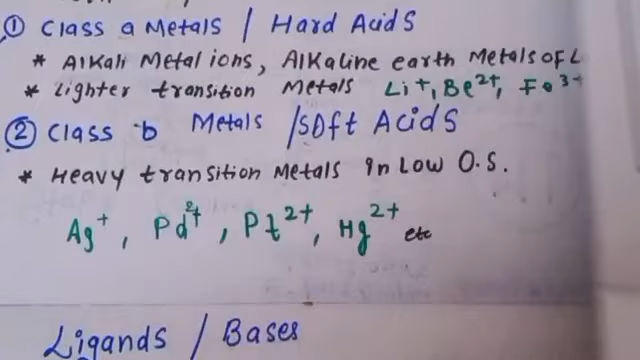 ① Class a Metals / Hard Acids
* Alkali Metal ions, Alkaline earth Metals of L
* Lighter transition Metals Li+, Be2+, Fe3+
② Class b Metals / Soft Acids
* Heavy transition Metals in Low O.S.
Ag+, Pd2+, Pt2+, Hg2+ etc
Ligands / Bases